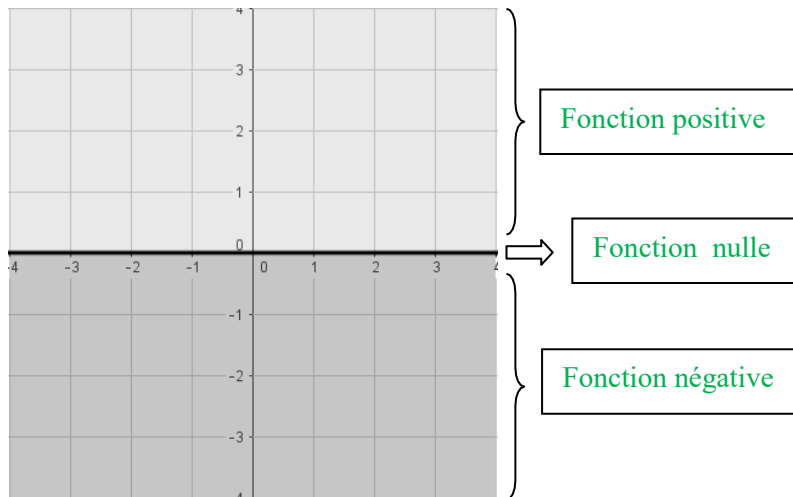 4
3
Fonction positive
2
1
0
Fonction nulle
-4 -3 -2 -1 0 1 2 3 4
-1
Fonction négative
-2
-3
-4